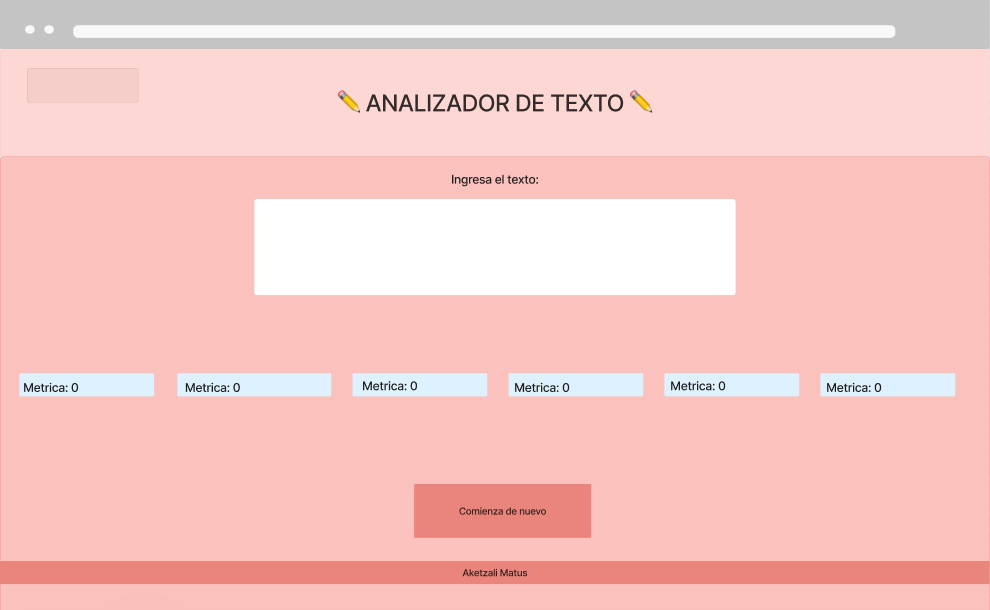 ✏️ ANALIZADOR DE TEXTO ✏️
Ingresa el texto:
Metrica: 0
Metrica: 0
Metrica: 0
Metrica: 0
Metrica: 0
Metrica: 0
Comienza de nuevo
Aketzali Matus